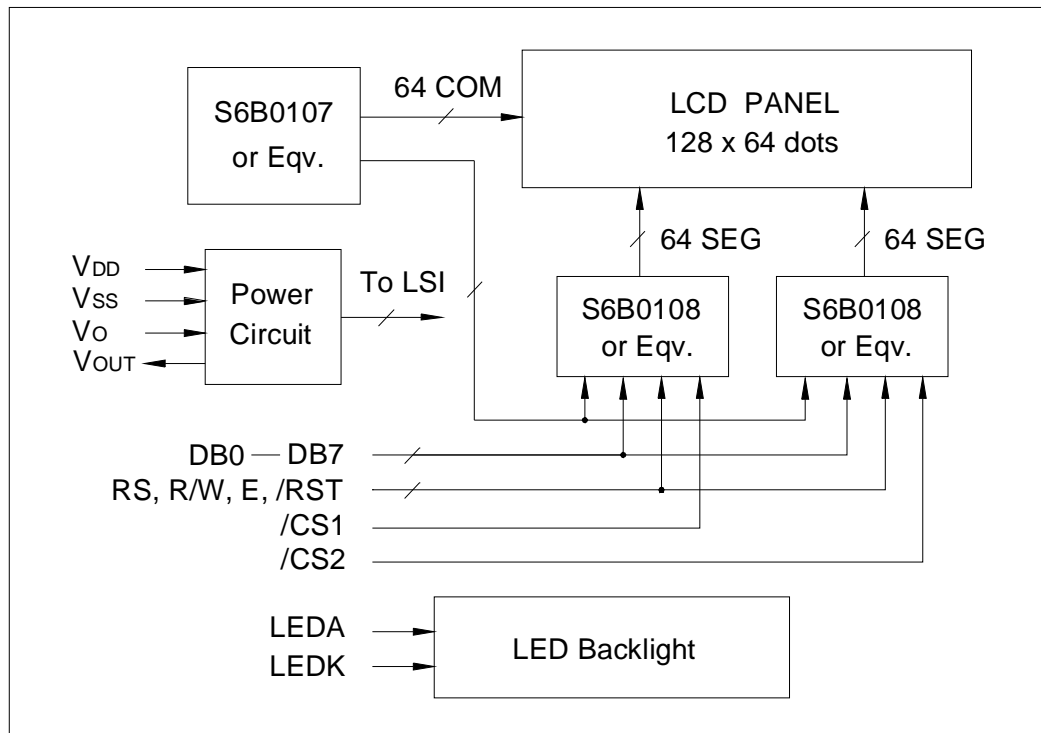 64 COM
S6B0107
or Eqv.
LCD PANEL
128 x 64 dots
64 SEG
64 SEG
VDD
VSS
VO
VOUT
Power
Circuit
To LSI
S6B0108
or Eqv.
S6B0108
or Eqv.
DB0 — DB7
RS, R/W, E, /RST
/CS1
/CS2
LEDA
LEDK
LED Backlight